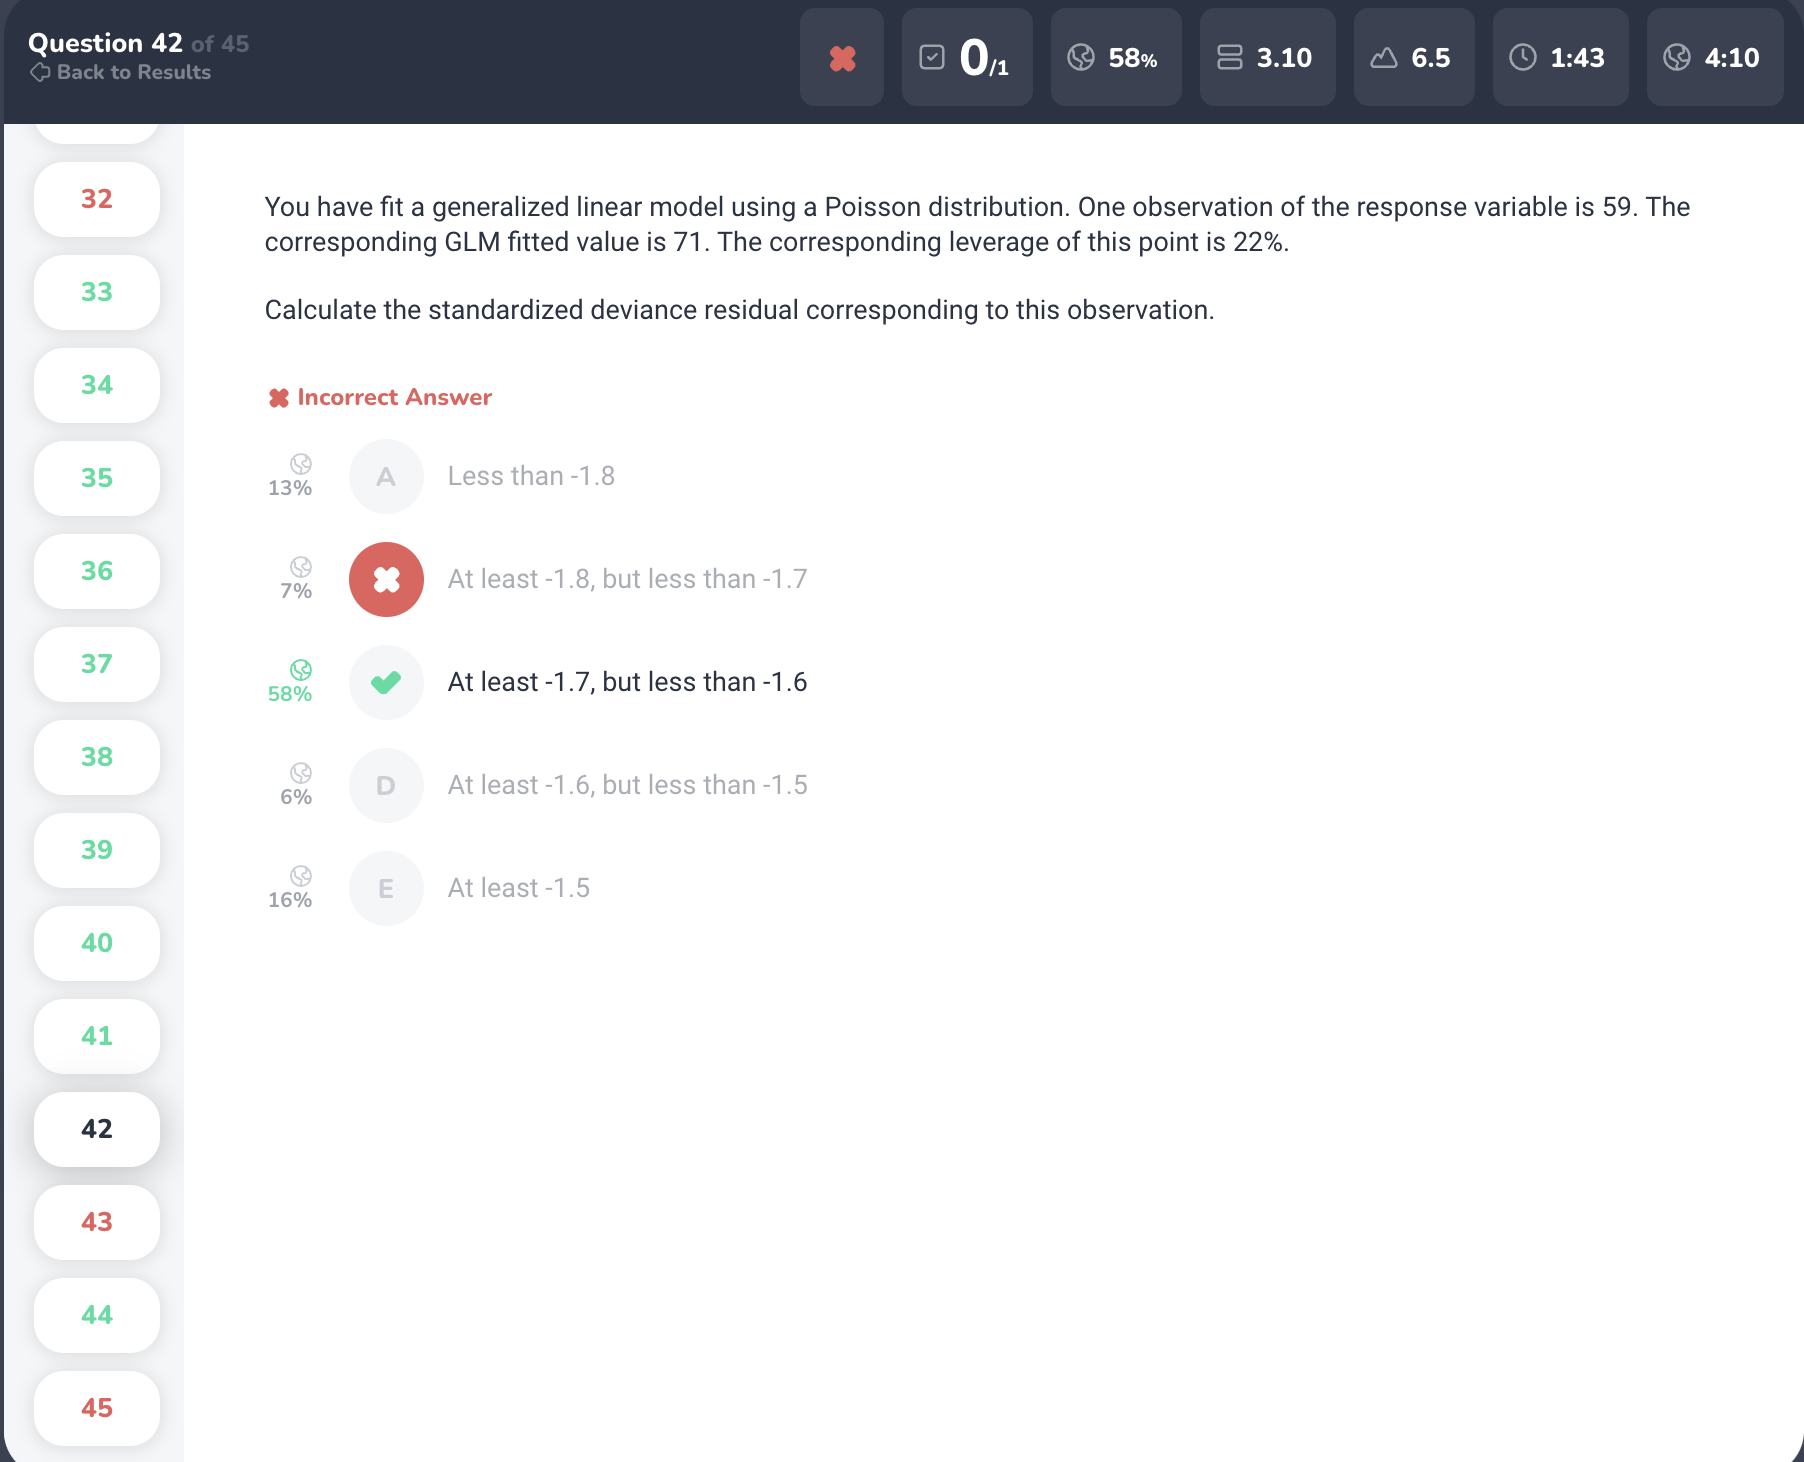 Question 42 of 45
Back to Results
0/1
58%
3.10
6.5
1:43
4:10
32
33
34
35
36
37
38
39
40
41
42
43
44
45
You have fit a generalized linear model using a Poisson distribution. One observation of the response variable is 59. The
corresponding GLM fitted value is 71. The corresponding leverage of this point is 22%.
Calculate the standardized deviance residual corresponding to this observation.
Incorrect Answer
13%
A
Less than -1.8
7%
At least -1.8, but less than -1.7
58%
At least -1.7, but less than -1.6
6%
D
At least -1.6, but less than -1.5
16%
E
At least -1.5